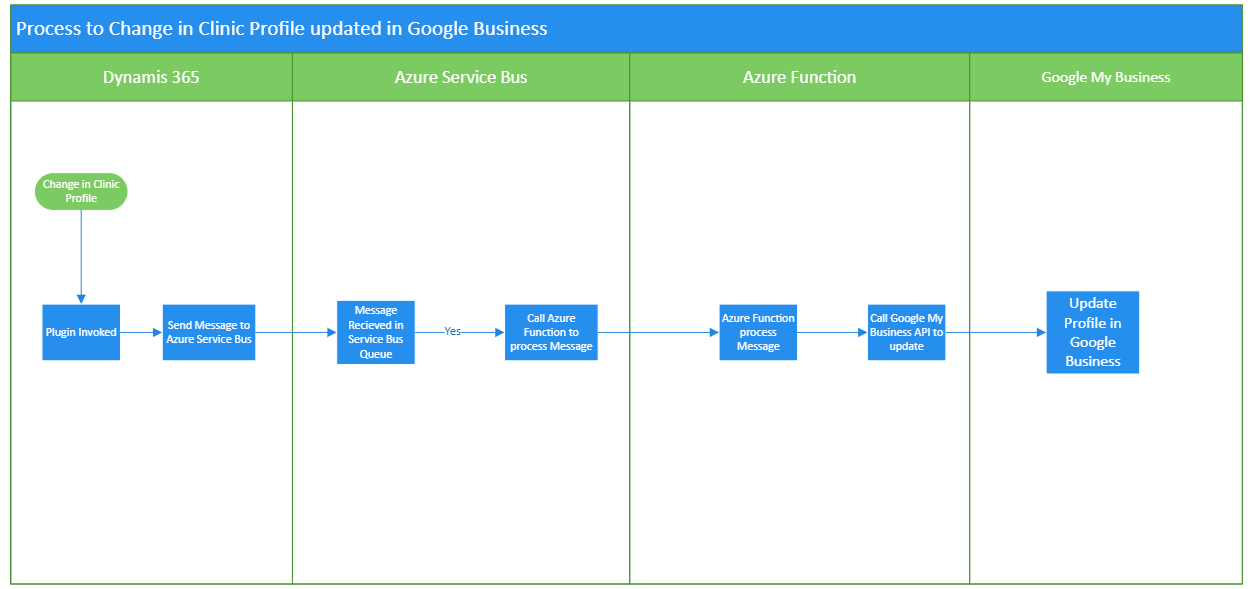 Process to Change in Clinic Profile updated in Google Business
Dynamis 365
Azure Service Bus
Azure Function
Google My Business
Change in Clinic
Profile
Plugin Invoked
Send Message to
Azure Service Bus
Message
Recieved in
Service Bus
Queue
Yes
Call Azure
Function to
process Message
Azure Function
process
Message
Call Google My
Business API to
update
Update
Profile in
Google
Business